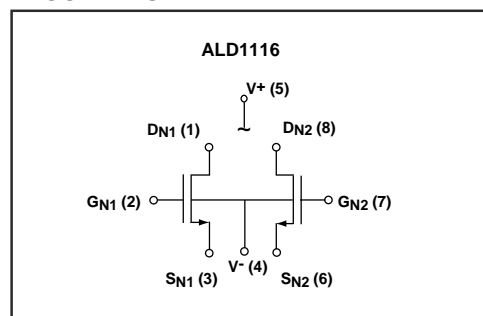 ALD1116
V+ (5)
~
DN1 (1) DN2 (8)
GN1 (2) GN2 (7)
V- (4)
SN1 (3) SN2 (6)